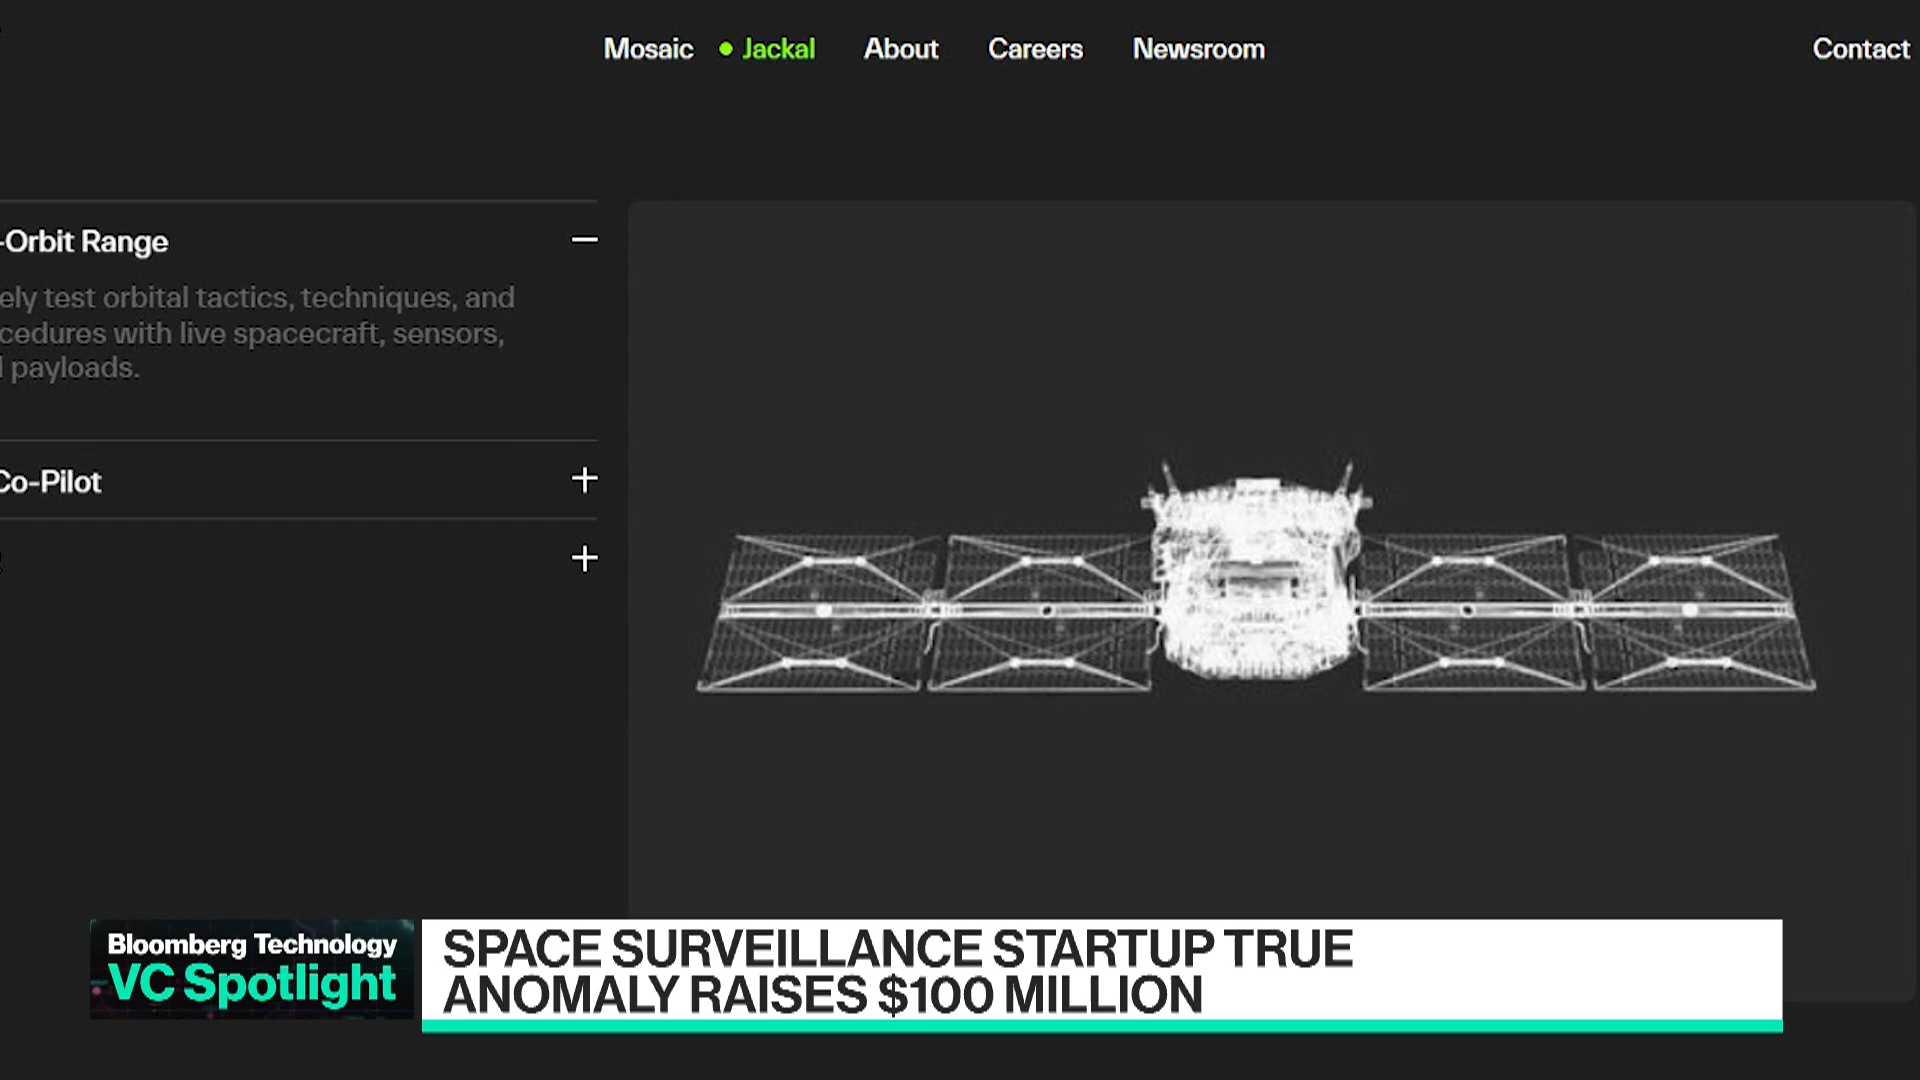 Mosaic • Jackal About Careers Newsroom Contact
-Orbit Range
ely test orbital tactics, techniques, and
cedures with live spacecraft, sensors,
payloads.
Co-Pilot
Bloomberg Technology
VC Spotlight
SPACE SURVEILLANCE STARTUP TRUE
ANOMALY RAISES $100 MILLION